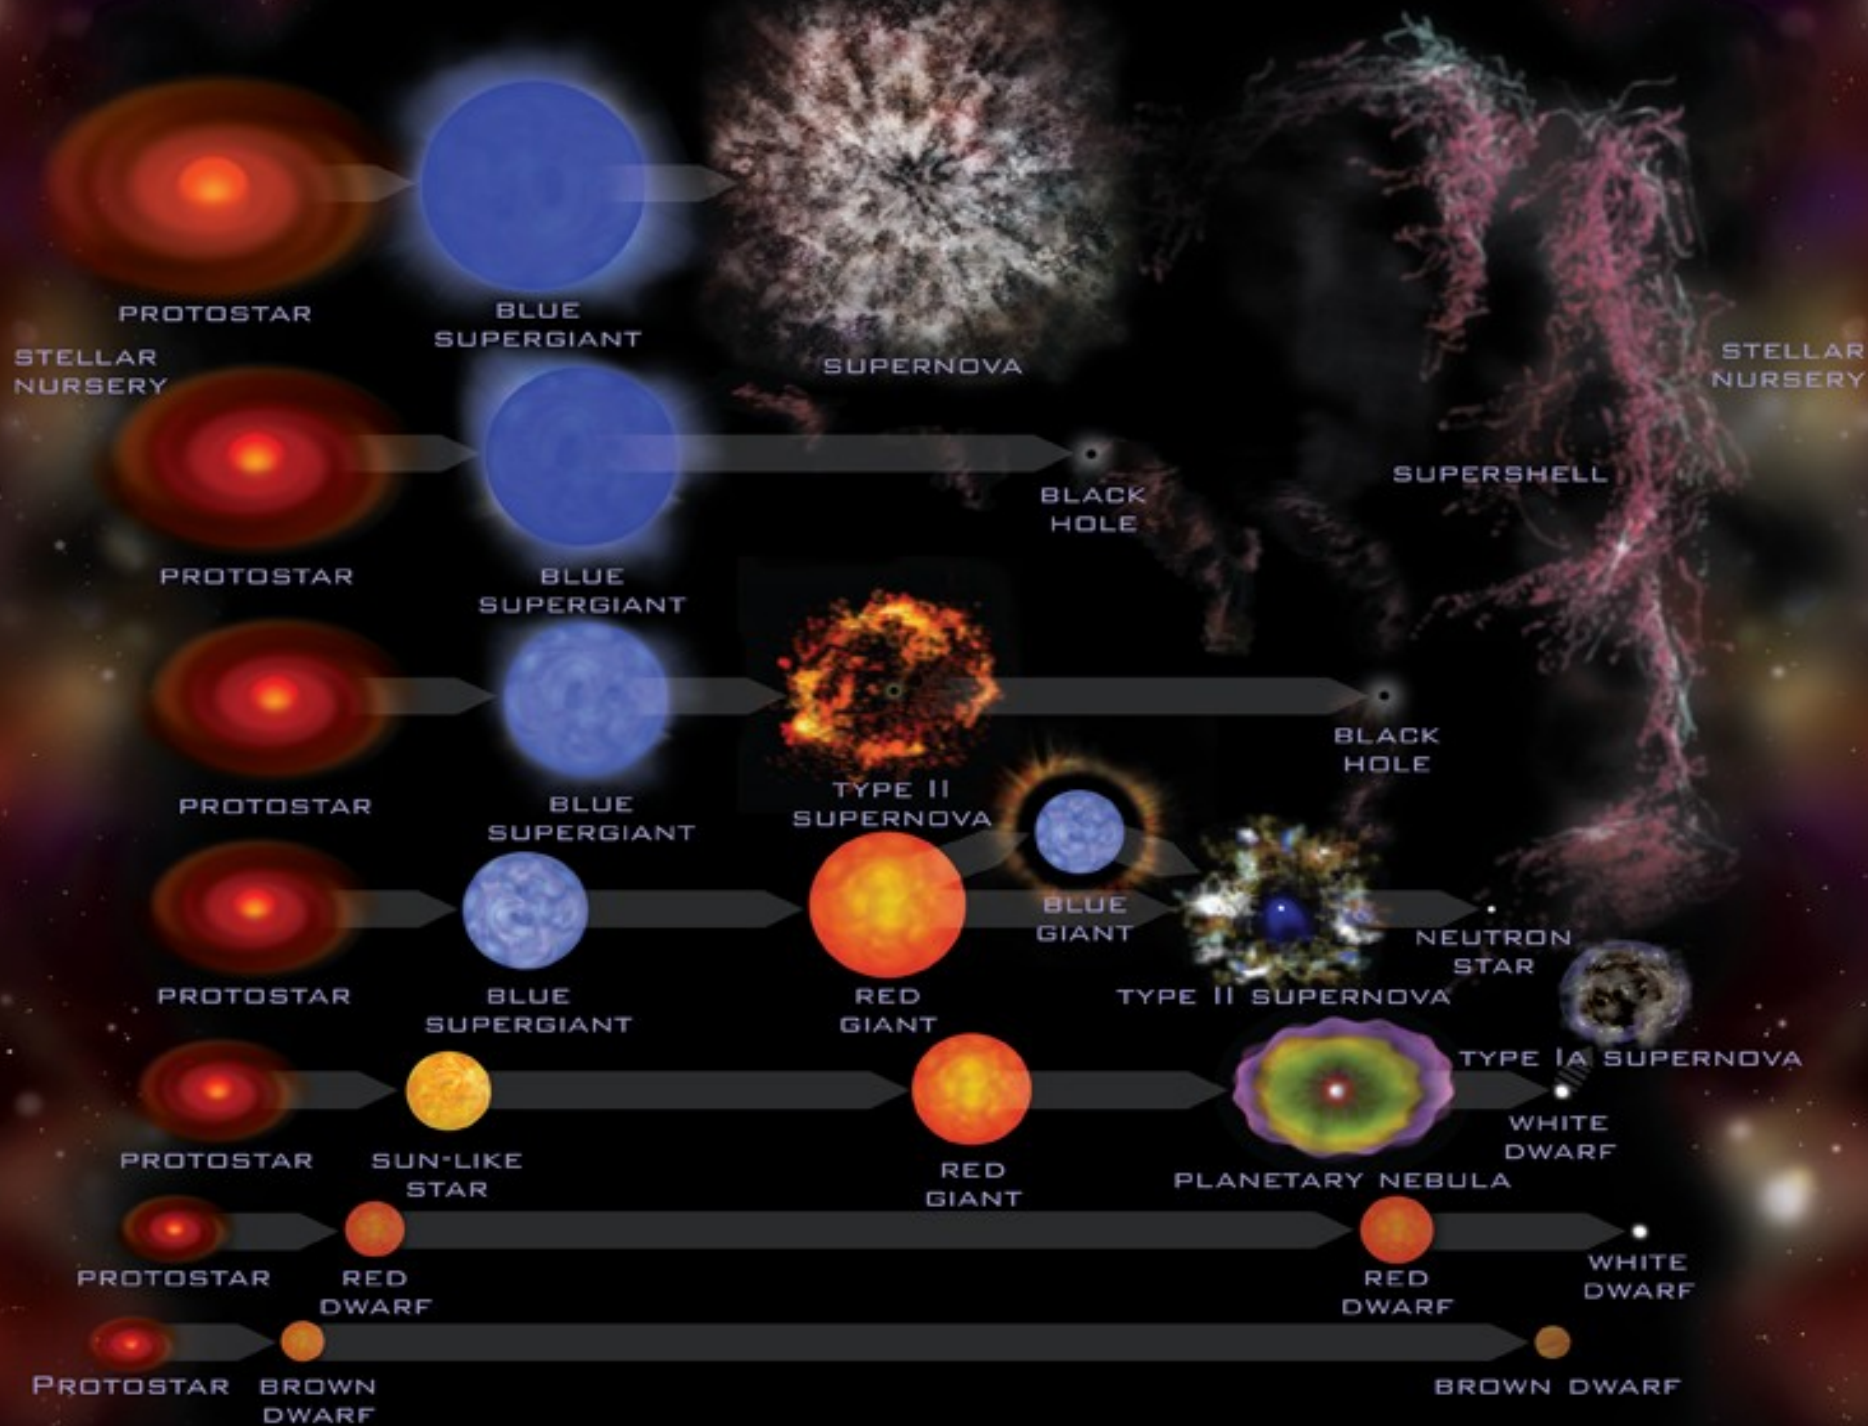 PROTOSTAR
BLUE
SUPERGIANT
SUPERNOVA
STELLAR
NURSERY
STELLAR
NURSERY
SUPERSHELL
PROTOSTAR
BLUE
SUPERGIANT
BLACK
HOLE
PROTOSTAR
BLUE
SUPERGIANT
TYPE II
SUPERNOVA
BLACK
HOLE
PROTOSTAR
BLUE
SUPERGIANT
RED
GIANT
BLUE
GIANT
TYPE II SUPERNOVA
NEUTRON
STAR
PROTOSTAR
SUN-LIKE
STAR
RED
GIANT
PLANETARY NEBULA
TYPE IA SUPERNOVA
WHITE
DWARF
PROTOSTAR
RED
DWARF
RED
DWARF
WHITE
DWARF
PROTOSTAR
BROWN
DWARF
BROWN DWARF